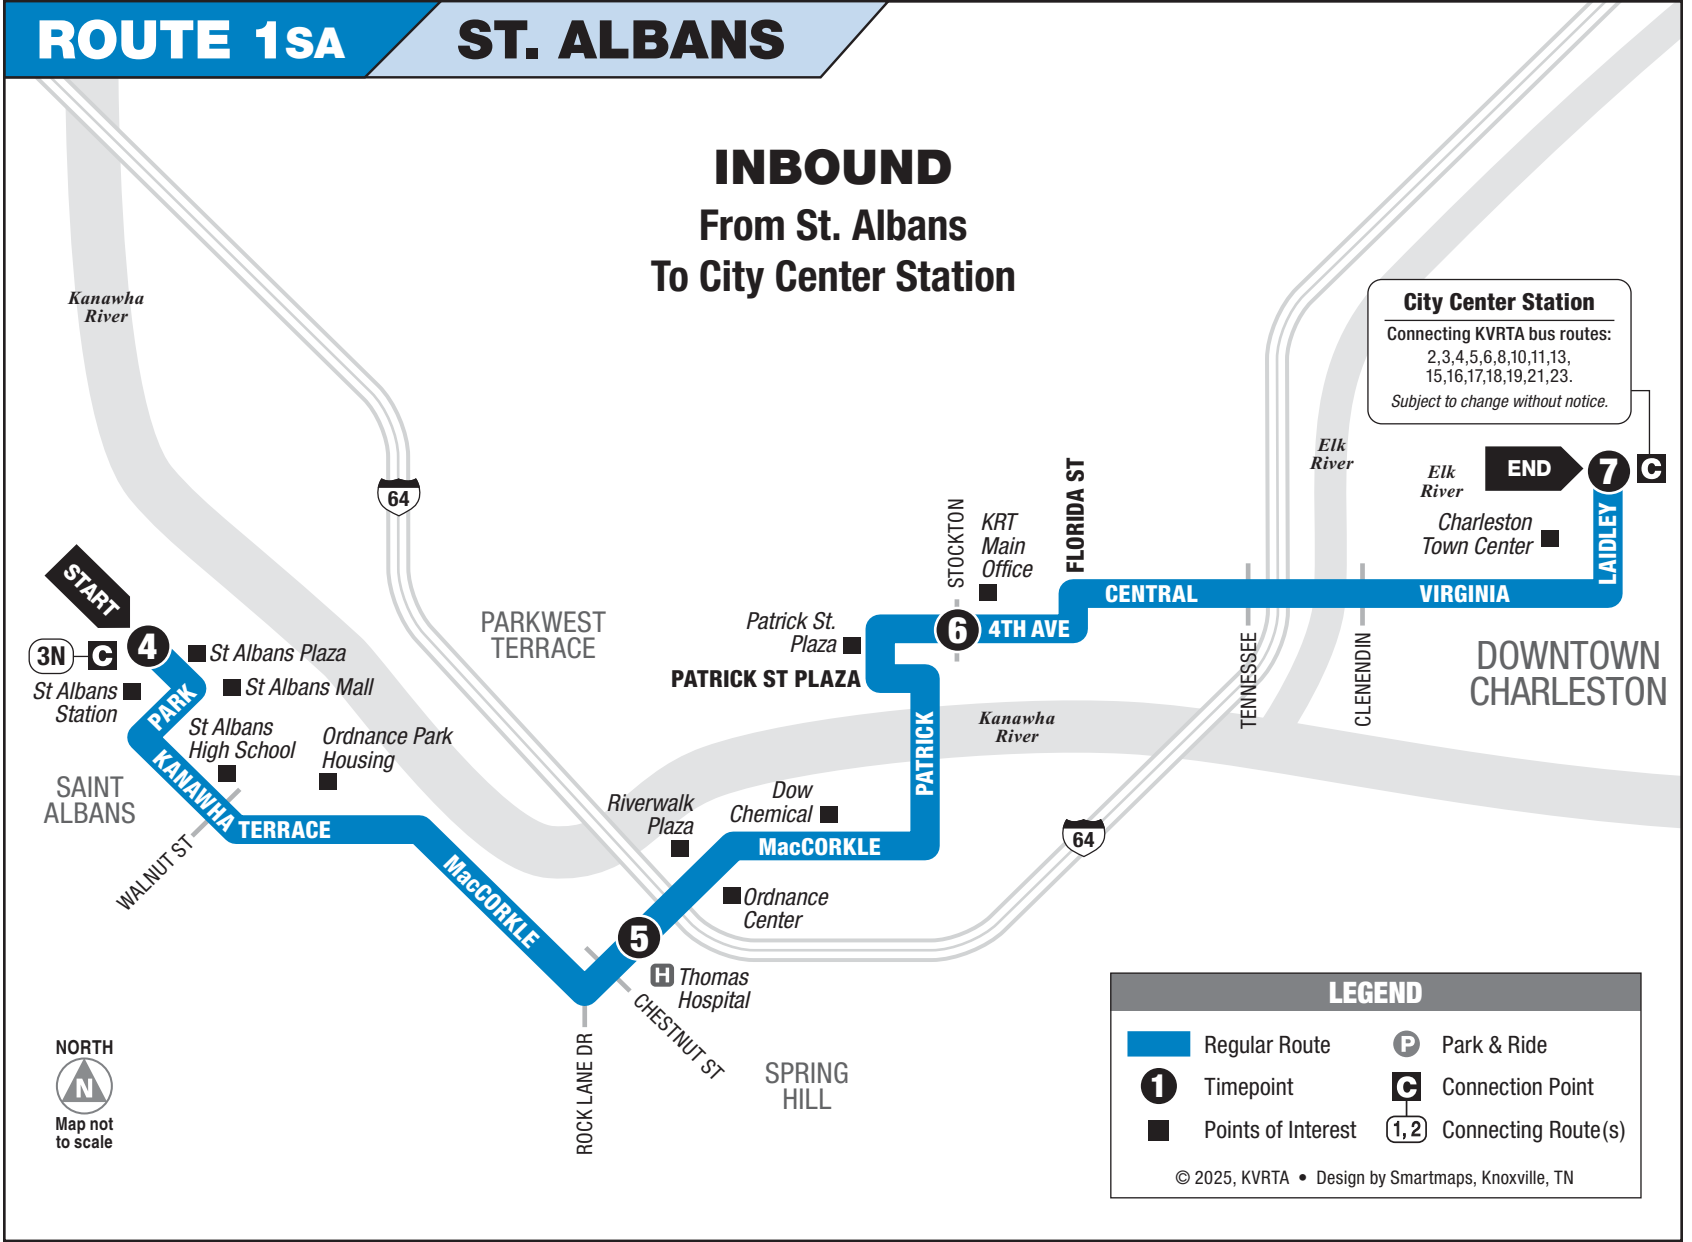 ROUTE 1SA
ST. ALBANS
INBOUND
From St. Albans
To City Center Station
Kanawha
River
64
City Center Station
Connecting KVRTA bus routes:
2,3,4,5,6,8,10,11,13,
15,16,17,18,19,21,23.
Subject to change without notice.
Elk
River
Elk
River
END
7
C
Charleston
Town Center
LAIDLEY
STOCKTON
KRT
Main
Office
FLORIDA ST
CENTRAL
VIRGINIA
START
4
3N
C
St Albans Plaza
St Albans
Station
St Albans Mall
PARK
St Albans
High School
Ordnance Park
Housing
KANAWHA
TERRACE
SAINT
ALBANS
WALNUT ST
PARKWEST
TERRACE
Patrick St.
Plaza
PATRICK ST PLAZA
6
4TH AVE
TENNESSEE
CLENENDIN
DOWNTOWN
CHARLESTON
Kanawha
River
PATRICK
Riverwalk
Plaza
Dow
Chemical
MacCORKLE
64
MacCORKLE
Ordnance
Center
5
H
Thomas
Hospital
CHESTNUT ST
ROCK LANE DR
SPRING
HILL
NORTH
N
Map not
to scale
LEGEND
Regular Route
P
Park & Ride
1
Timepoint
C
Connection Point
Points of Interest
1, 2
Connecting Route(s)
© 2025, KVRTA • Design by Smartmaps, Knoxville, TN